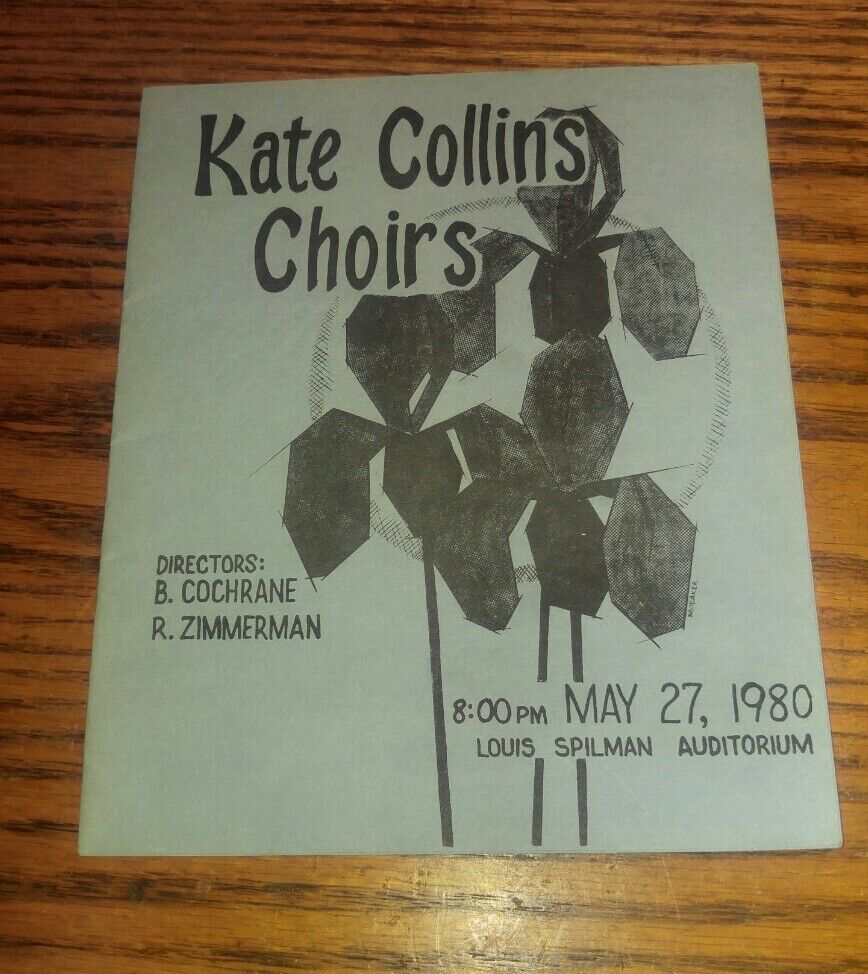 Kate Collins
Choirs
DIRECTORS:
B. COCHRANE
R. ZIMMERMAN
8:00 PM MAY 27, 1980
LOUIS SPILMAN AUDITORIUM